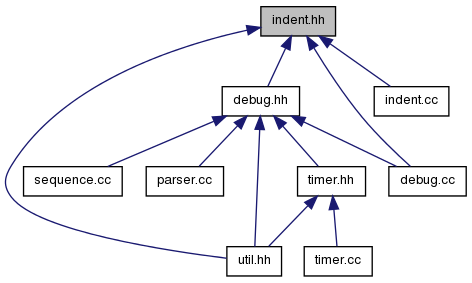 indent.hh
debug.hh
indent.cc
sequence.cc
parser.cc
timer.hh
debug.cc
util.hh
timer.cc